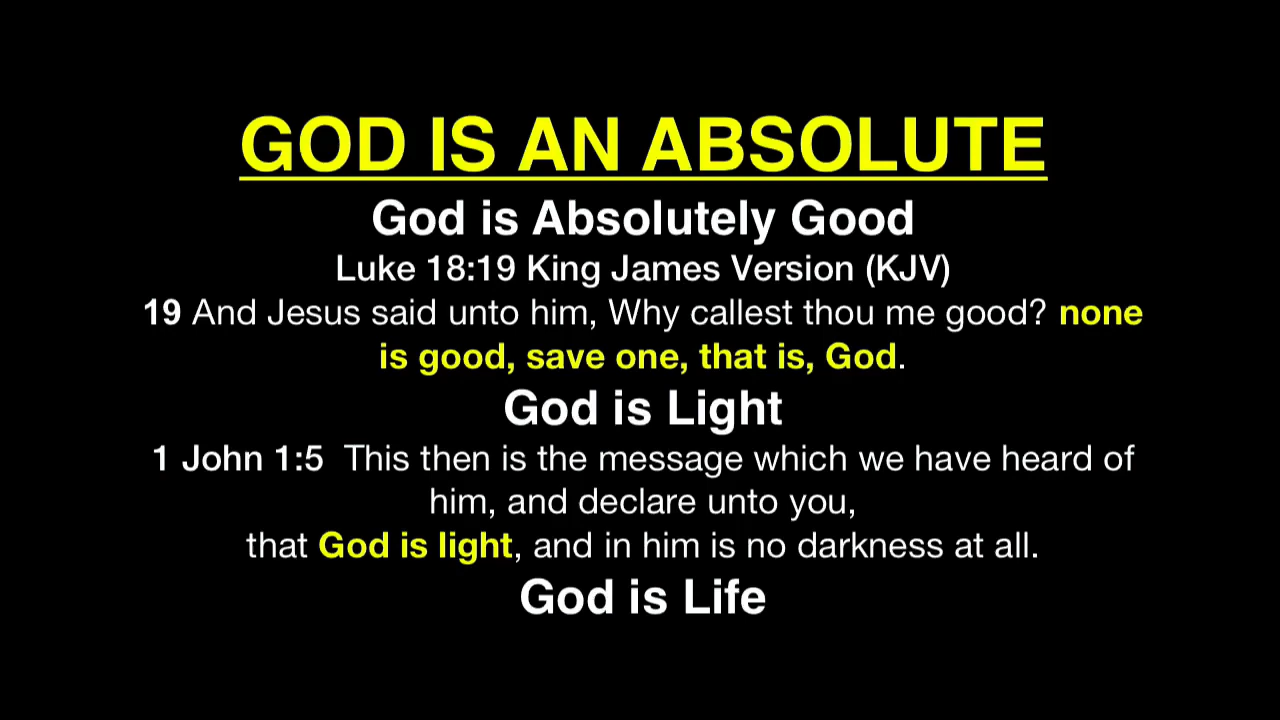 GOD IS AN ABSOLUTE
God is Absolutely Good
Luke 18:19 King James Version (KJV)
19 And Jesus said unto him, Why callest thou me good? none
is good, save one, that is, God.
God is Light
1 John 1:5  This then is the message which we have heard of
him, and declare unto you,
that God is light, and in him is no darkness at all.
God is Life